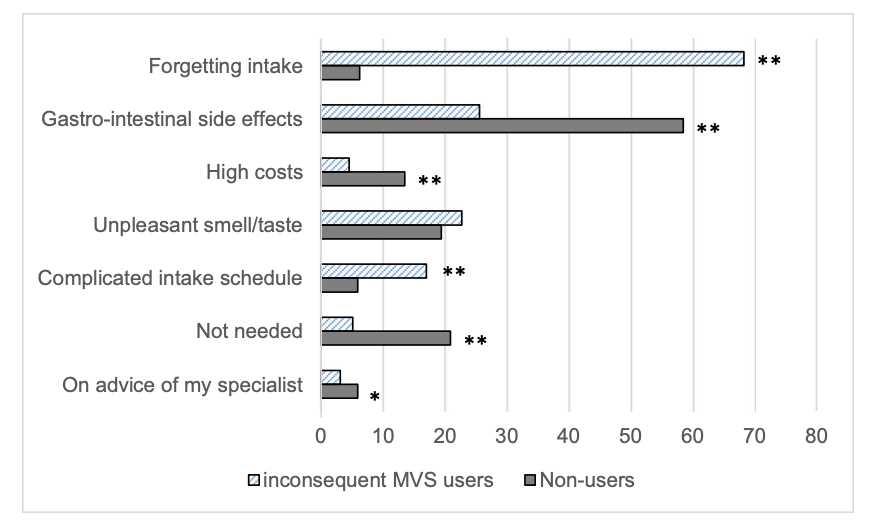 Forgetting intake **
Gastro-intestinal side effects **
High costs **
Unpleasant smell/taste
Complicated intake schedule **
Not needed **
On advice of my specialist *
0 10 20 30 40 50 60 70 80
inconsequent MVS users Non-users